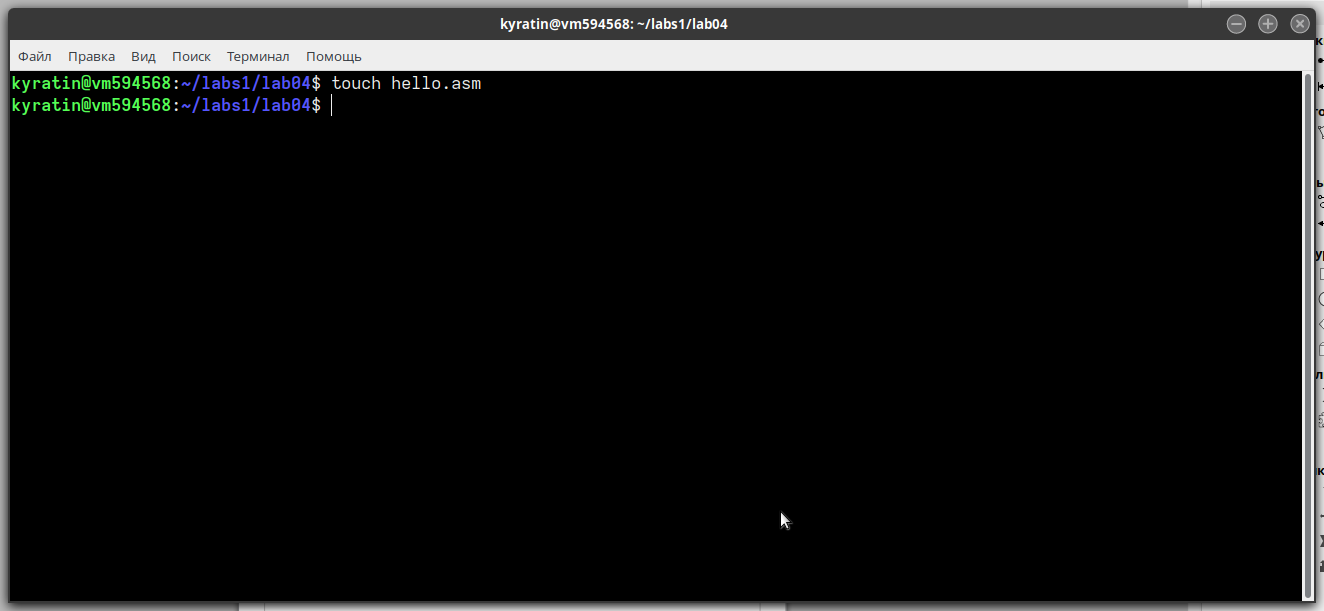 kyratin@vm594568: ~/labs1/lab04
Файл Правка Вид Поиск Терминал Помощь
kyratin@vm594568:~/labs1/lab04$ touch hello.asm
kyratin@vm594568:~/labs1/lab04$